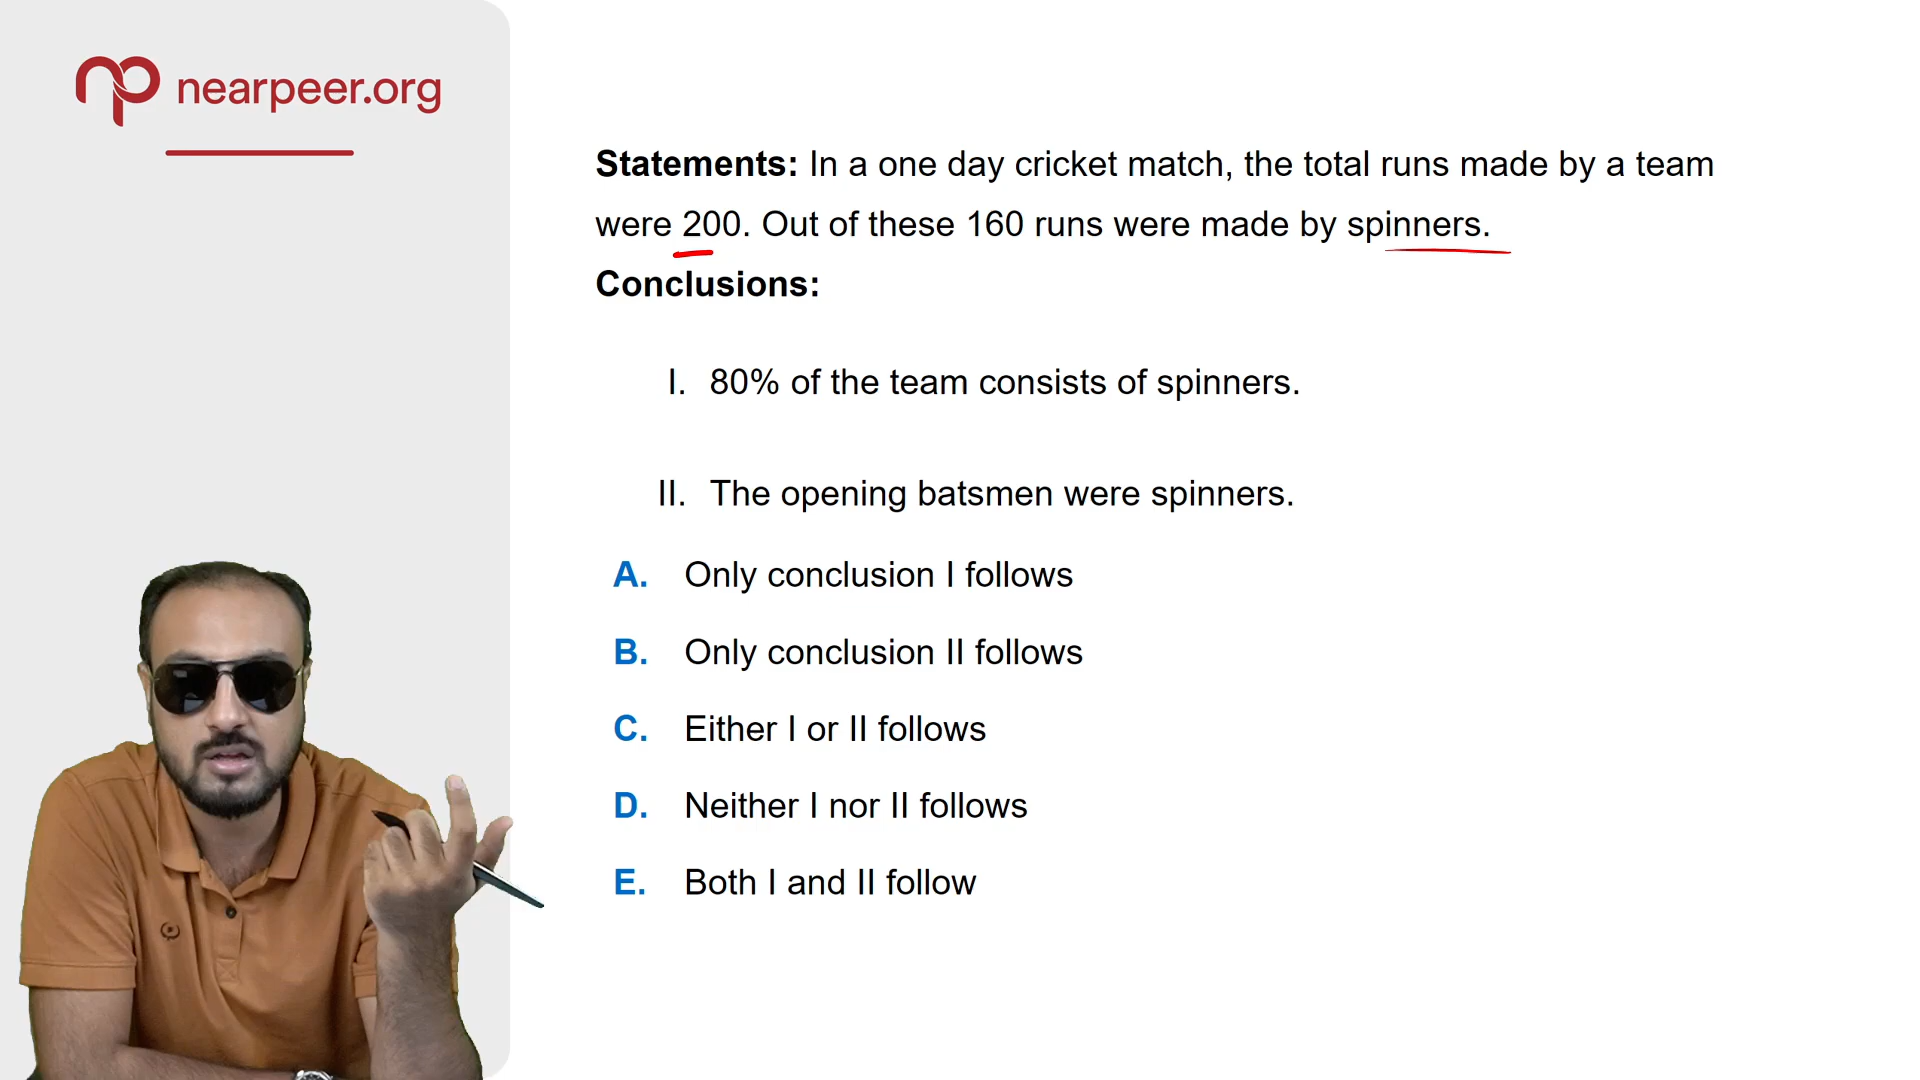 nearpeer.org
Statements: In a one day cricket match, the total runs made by a team
were 200. Out of these 160 runs were made by spinners.
Conclusions:
I. 80% of the team consists of spinners.
II. The opening batsmen were spinners.
A. Only conclusion I follows
B. Only conclusion II follows
C. Either I or II follows
D. Neither I nor II follows
E. Both I and II follow